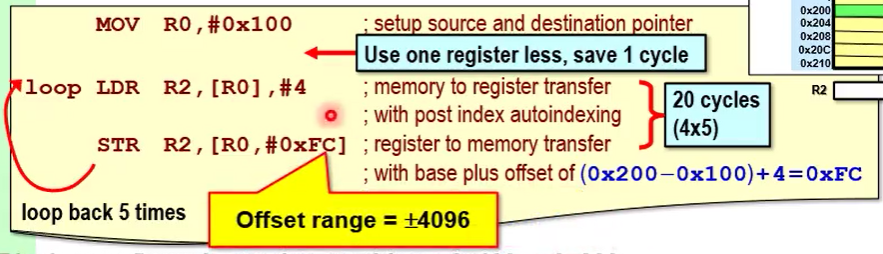 MOV R0,#0x100 ; setup source and destination pointer
Use one register less, save 1 cycle
loop LDR R2,[R0],#4 ; memory to register transfer
; with post index autoindexing
STR R2,[R0,#0xFC] ; register to memory transfer
; with base plus offset of (0x200-0x100)+4=0xFC
20 cycles
(4x5)
loop back 5 times
Offset range = ±4096
0x200
0x204
0x208
0x20C
0x210
R2